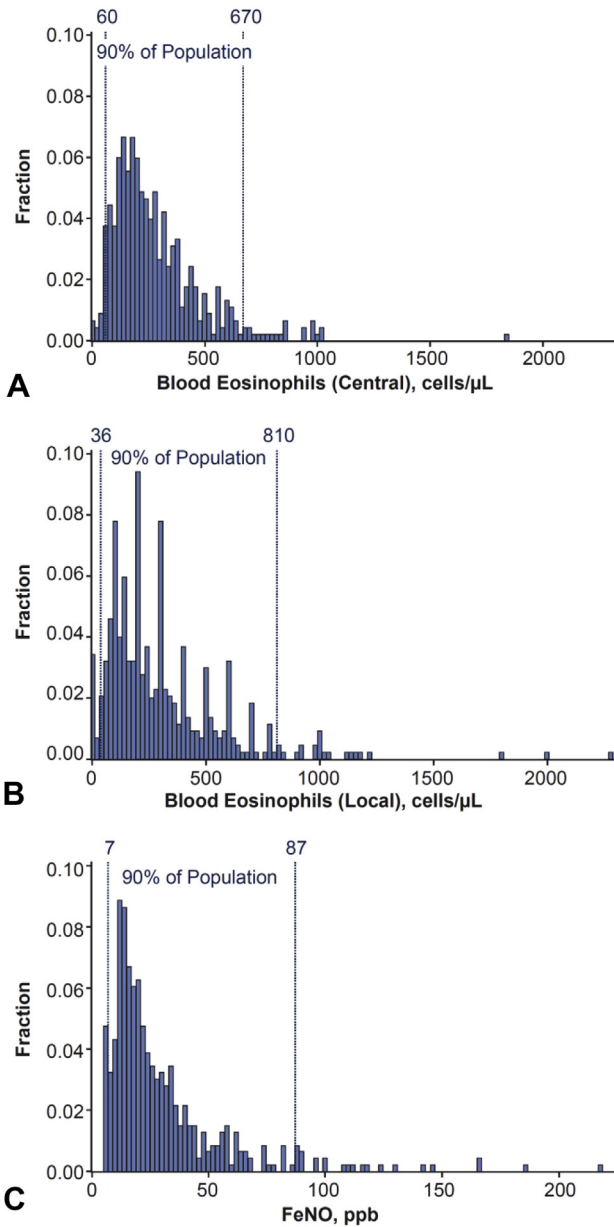 60 670
90% of Population
0.10
0.08
0.06
0.04
0.02
0.00
Fraction
0 500 1000 1500 2000
Blood Eosinophils (Central), cells/µL
A
36 810
90% of Population
0.10
0.08
0.06
0.04
0.02
0.00
Fraction
0 500 1000 1500 2000
Blood Eosinophils (Local), cells/µL
B
7 87
90% of Population
0.10
0.08
0.06
0.04
0.02
0.00
Fraction
0 50 100 150 200
FeNO, ppb
C